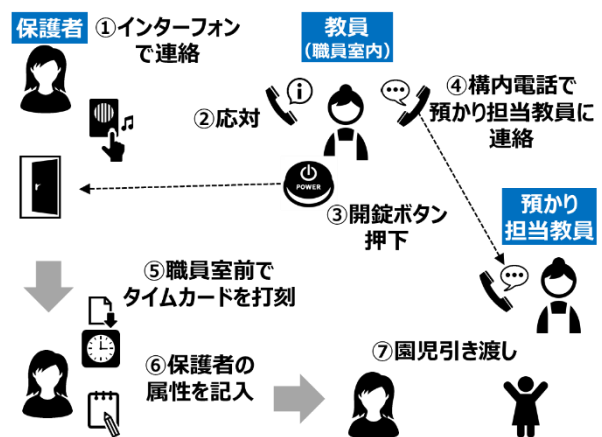 保護者
①インターフォン
で連絡
教員
（職員室内）
②応対
④構内電話で
預かり担当教員に
連絡
POWER
③開錠ボタン
押下
預かり
担当教員
⑤職員室前で
タイムカードを打刻
⑥保護者の
属性を記入
⑦園児引き渡し